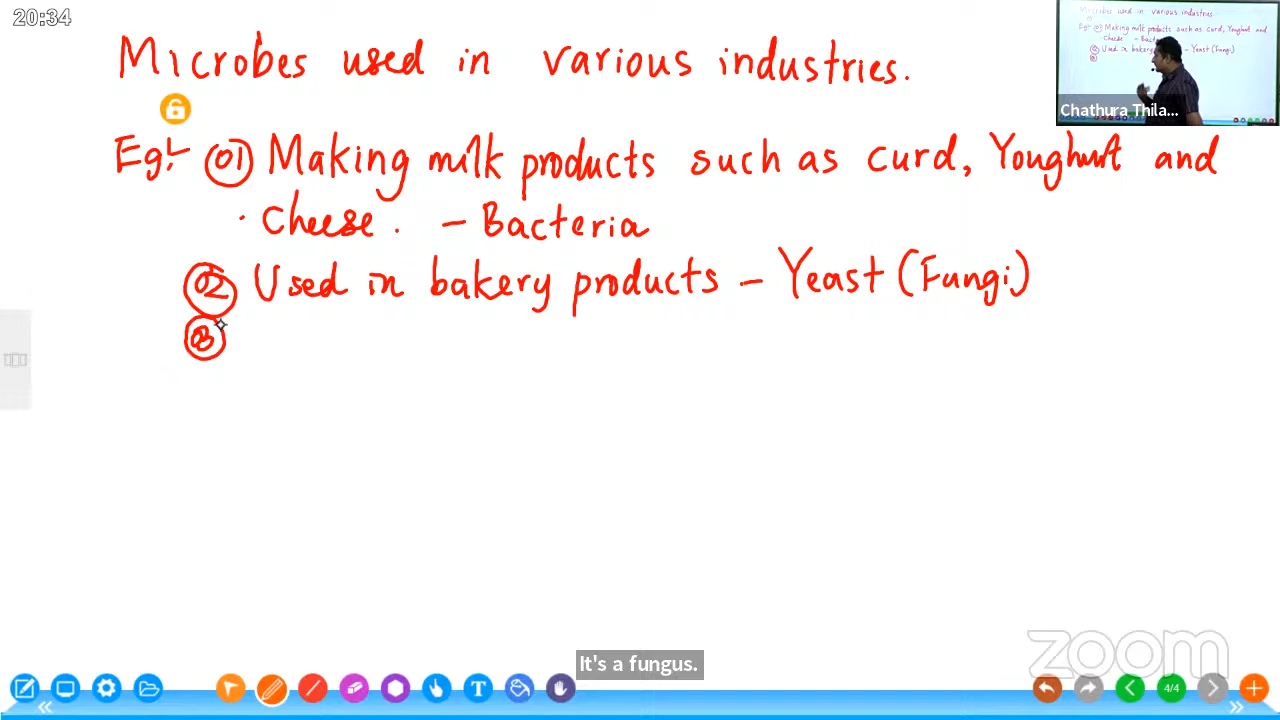 20:34
Microbes used in various industries.
Eg:- 01 Making milk products such as curd, Youghurt and
cheese. - Bacteria
02 Used in bakery products - Yeast (Fungi)
03
Chathura Thila...
It's a fungus.
zoom
4/4